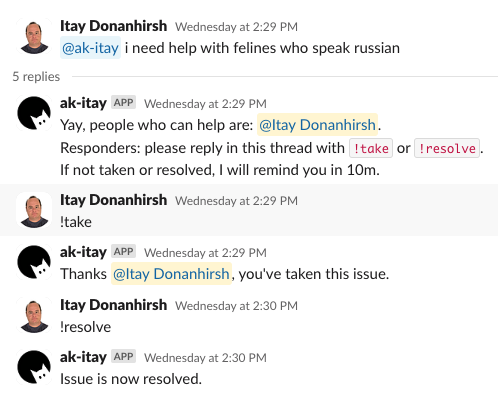 Itay Donanhirsh Wednesday at 2:29 PM
@ak-itay i need help with felines who speak russian
5 replies
ak-itay APP Wednesday at 2:29 PM
Yay, people who can help are: @Itay Donanhirsh.
Responders: please reply in this thread with !take or !resolve.
If not taken or resolved, I will remind you in 10m.
Itay Donanhirsh Wednesday at 2:29 PM
!take
ak-itay APP Wednesday at 2:29 PM
Thanks @Itay Donanhirsh, you've taken this issue.
Itay Donanhirsh Wednesday at 2:30 PM
!resolve
ak-itay APP Wednesday at 2:30 PM
Issue is now resolved.